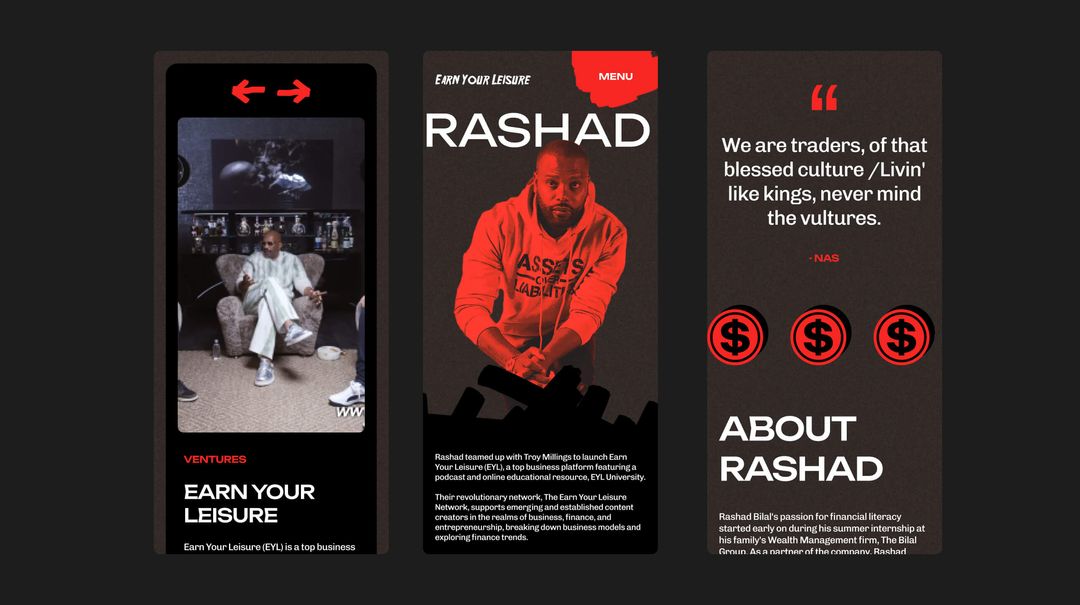 WW
VENTURES
EARN YOUR
LEISURE
Earn Your Leisure (EYL) is a top business
EARN YOUR LEISURE
MENU
RASHAD
ASSETS
OVER
LIABILITIES
Rashad teamed up with Troy Millings to launch Earn
Your Leisure (EYL), a top business platform featuring a
podcast and online educational resource, EYL University.
Their revolutionary network, The Earn Your Leisure
Network, supports emerging and established content
creators in the realms of business, finance, and
entrepreneurship, breaking down business models and
exploring finance trends.
“
We are traders, of that
blessed culture /Livin'
like kings, never mind
the vultures.
- NAS
$ $ $
ABOUT
RASHAD
Rashad Bilal's passion for financial literacy
started early on during his summer internship at
his family's Wealth Management firm, The Bilal
Group. As a partner of the company, Rashad